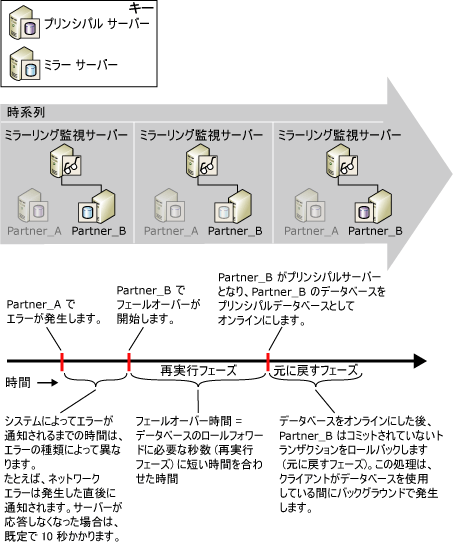 キー
プリンシパル サーバー
ミラー サーバー
時系列
ミラーリング監視サーバー
ミラーリング監視サーバー
ミラーリング監視サーバー
Partner_A
Partner_B
Partner_A
Partner_B
Partner_A
Partner_B
Partner_A で
エラーが発生します。
Partner_B で
フェールオーバーが
開始します。
Partner_B がプリンシパルサーバー
となり、Partner_B のデータベースを
プリンシパルデータベースとして
オンラインにします。
時間
再実行フェーズ
元に戻すフェーズ
システムによってエラーが
通知されるまでの時間は、
エラーの種類によって異な
ります。
たとえば、ネットワーク
エラーは発生した直後に
通知されます。サーバーが
応答しなくなった場合は、
既定で 10 秒かかります。
フェールオーバー時間 =
データベースのロールフォワー
ドに必要な秒数 (再実行
フェーズ) に短い時間を合わ
せた時間
データベースをオンラインにした後、
Partner_B はコミットされていないト
ランザクションをロールバックします
(元に戻すフェーズ)。この処理は、
クライアントがデータベースを使用
している間にバックグラウンドで発生
します。